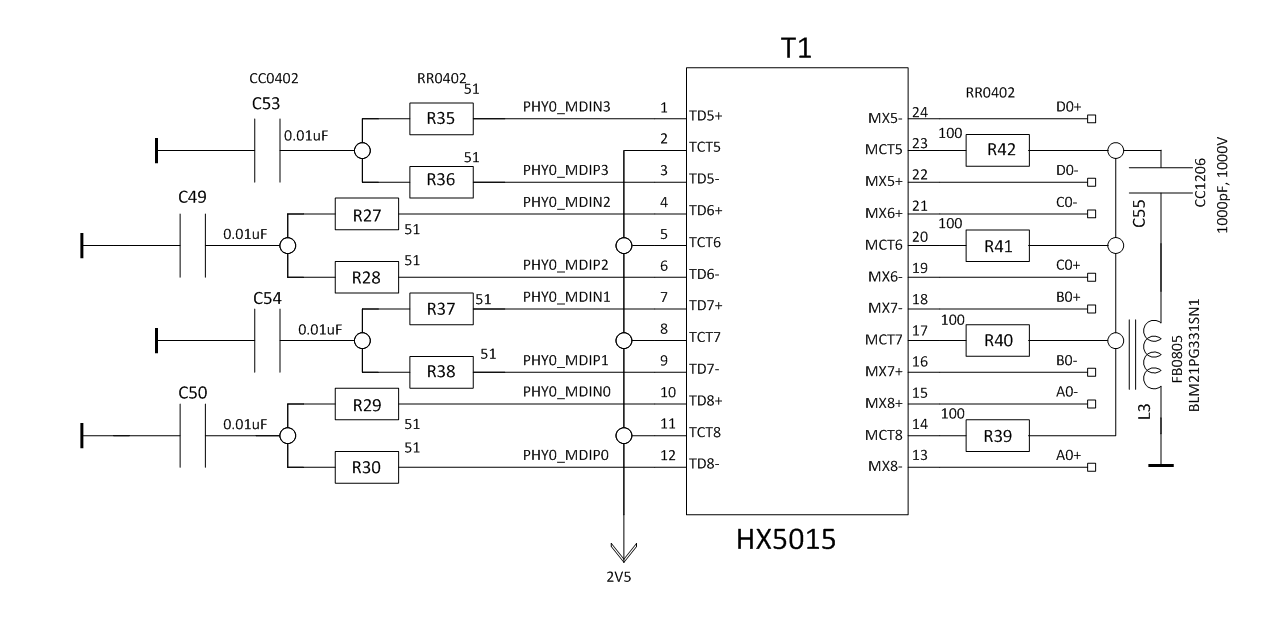 T1
CC0402
RR0402
51
C53
0.01uF
R35
PHY0_MDIN3
1
TD5+
MX5-
24
RR0402
D0+
2
TCT5
MCT5
23
100
R42
51
R36
PHY0_MDIP3
3
TD5-
MX5+
22
D0-
C49
0.01uF
R27
51
PHY0_MDIN2
4
TD6+
MX6+
21
C0-
5
TCT6
MCT6
20
100
R41
R28
51
PHY0_MDIP2
6
TD6-
MX6-
19
C0+
C54
0.01uF
R37
51
PHY0_MDIN1
7
TD7+
MX7-
18
B0+
8
TCT7
MCT7
17
100
R40
R38
51
PHY0_MDIP1
9
TD7-
MX7+
16
B0-
C50
0.01uF
R29
51
PHY0_MDIN0
10
TD8+
MX8+
15
A0-
11
TCT8
MCT8
14
100
R39
R30
51
PHY0_MDIP0
12
TD8-
MX8-
13
A0+
C55
CC1206
1000pF, 1000V
L3
FB0805
BLM21PG331SN1
HX5015
2V5